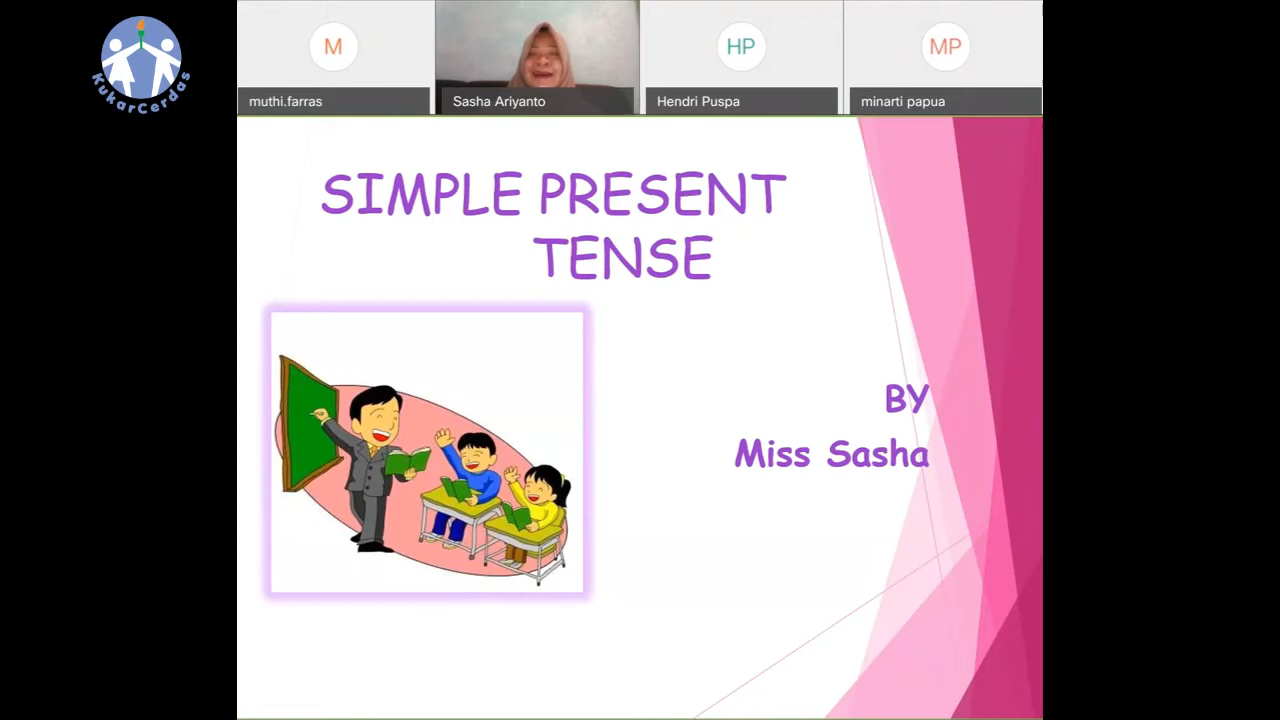 KukarCerdas
M
HP
MP
muthi.farras
Sasha Ariyanto
Hendri Puspa
minarti papua
SIMPLE PRESENT
TENSE
BY
Miss Sasha